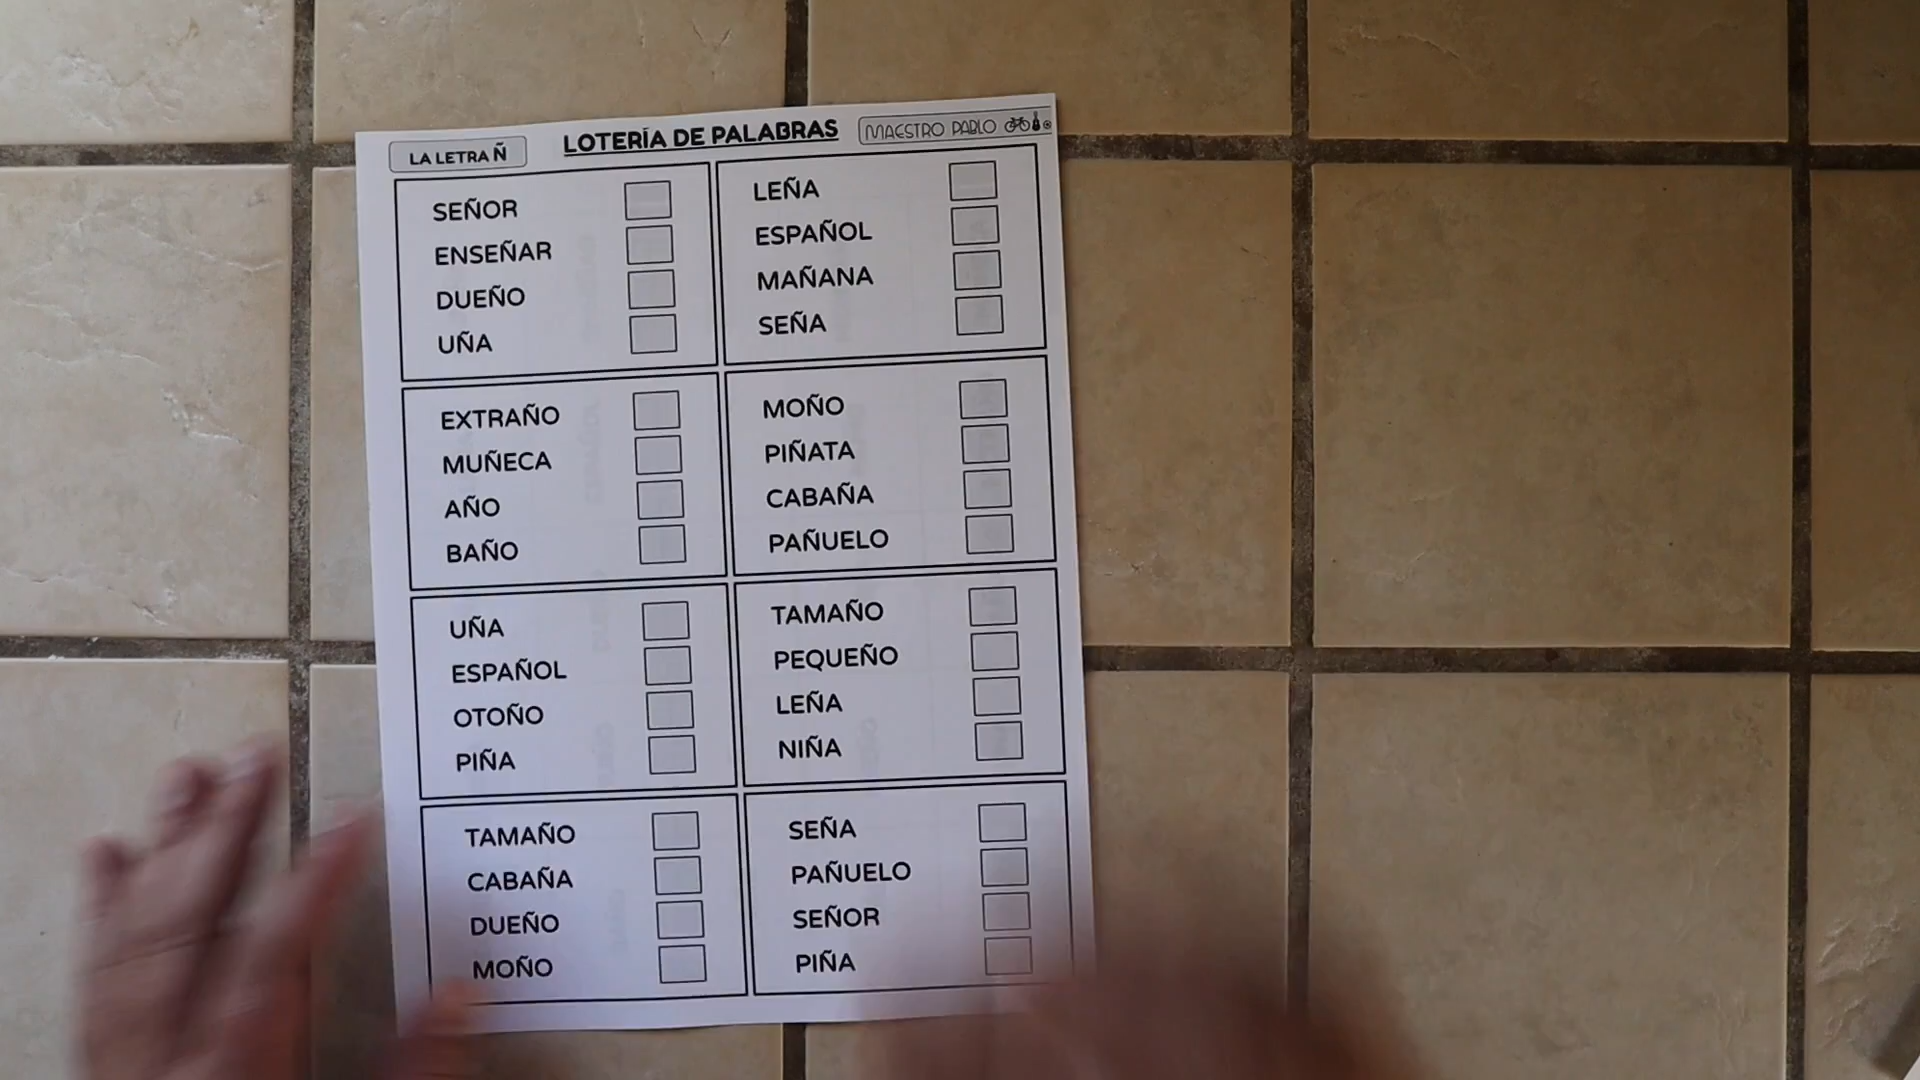 LA LETRA Ñ
LOTERÍA DE PALABRAS
MAESTRO PABLO
SEÑOR
ENSEÑAR
DUEÑO
UÑA
LEÑA
ESPAÑOL
MAÑANA
SEÑA
EXTRAÑO
MUÑECA
AÑO
BAÑO
MOÑO
PIÑATA
CABAÑA
PAÑUELO
UÑA
ESPAÑOL
OTOÑO
PIÑA
TAMAÑO
PEQUEÑO
LEÑA
NIÑA
TAMAÑO
CABAÑA
DUEÑO
MOÑO
SEÑA
PAÑUELO
SEÑOR
PIÑA